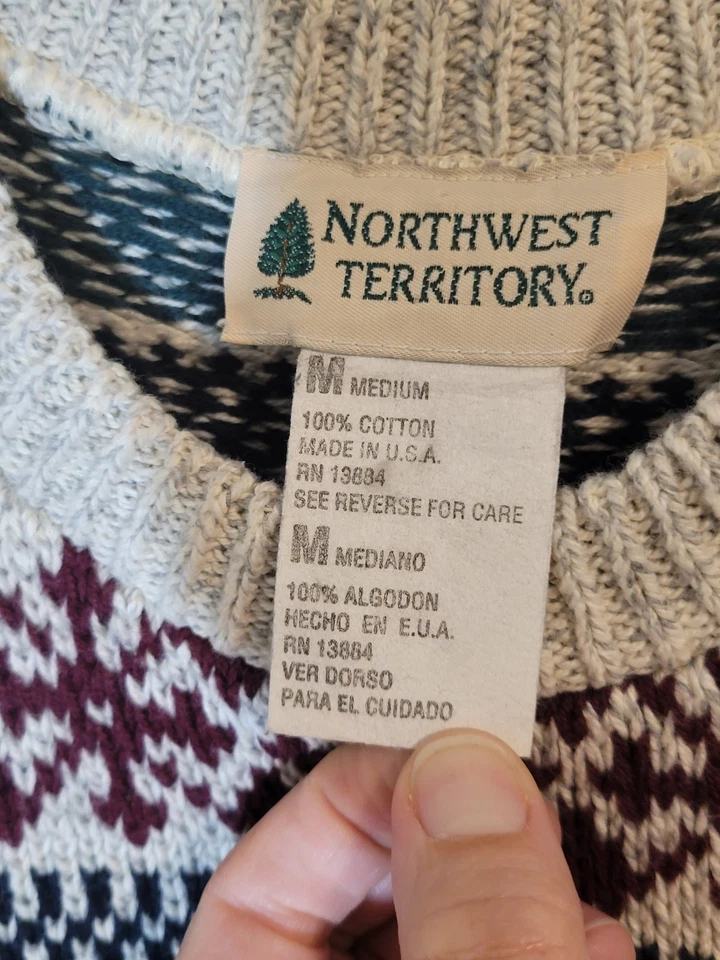 NORTHWEST
TERRITORY®
M MEDIUM
100% COTTON
MADE IN U.S.A.
RN 13884
SEE REVERSE FOR CARE
M MEDIANO
100% ALGODON
HECHO EN E.U.A.
RN 13884
VER DORSO
PARA EL CUIDADO